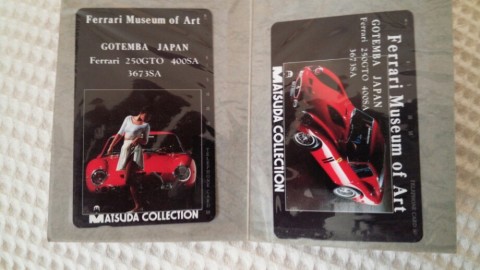 Ferrari Museum of Art
GOTEMBA JAPAN
Ferrari 250GTO 400SA
3673SA
MATSUDA COLLECTION
Ferrari Museum of Art
GOTEMBA JAPAN
Ferrari 250GTO 400SA
3673SA
MATSUDA COLLECTION